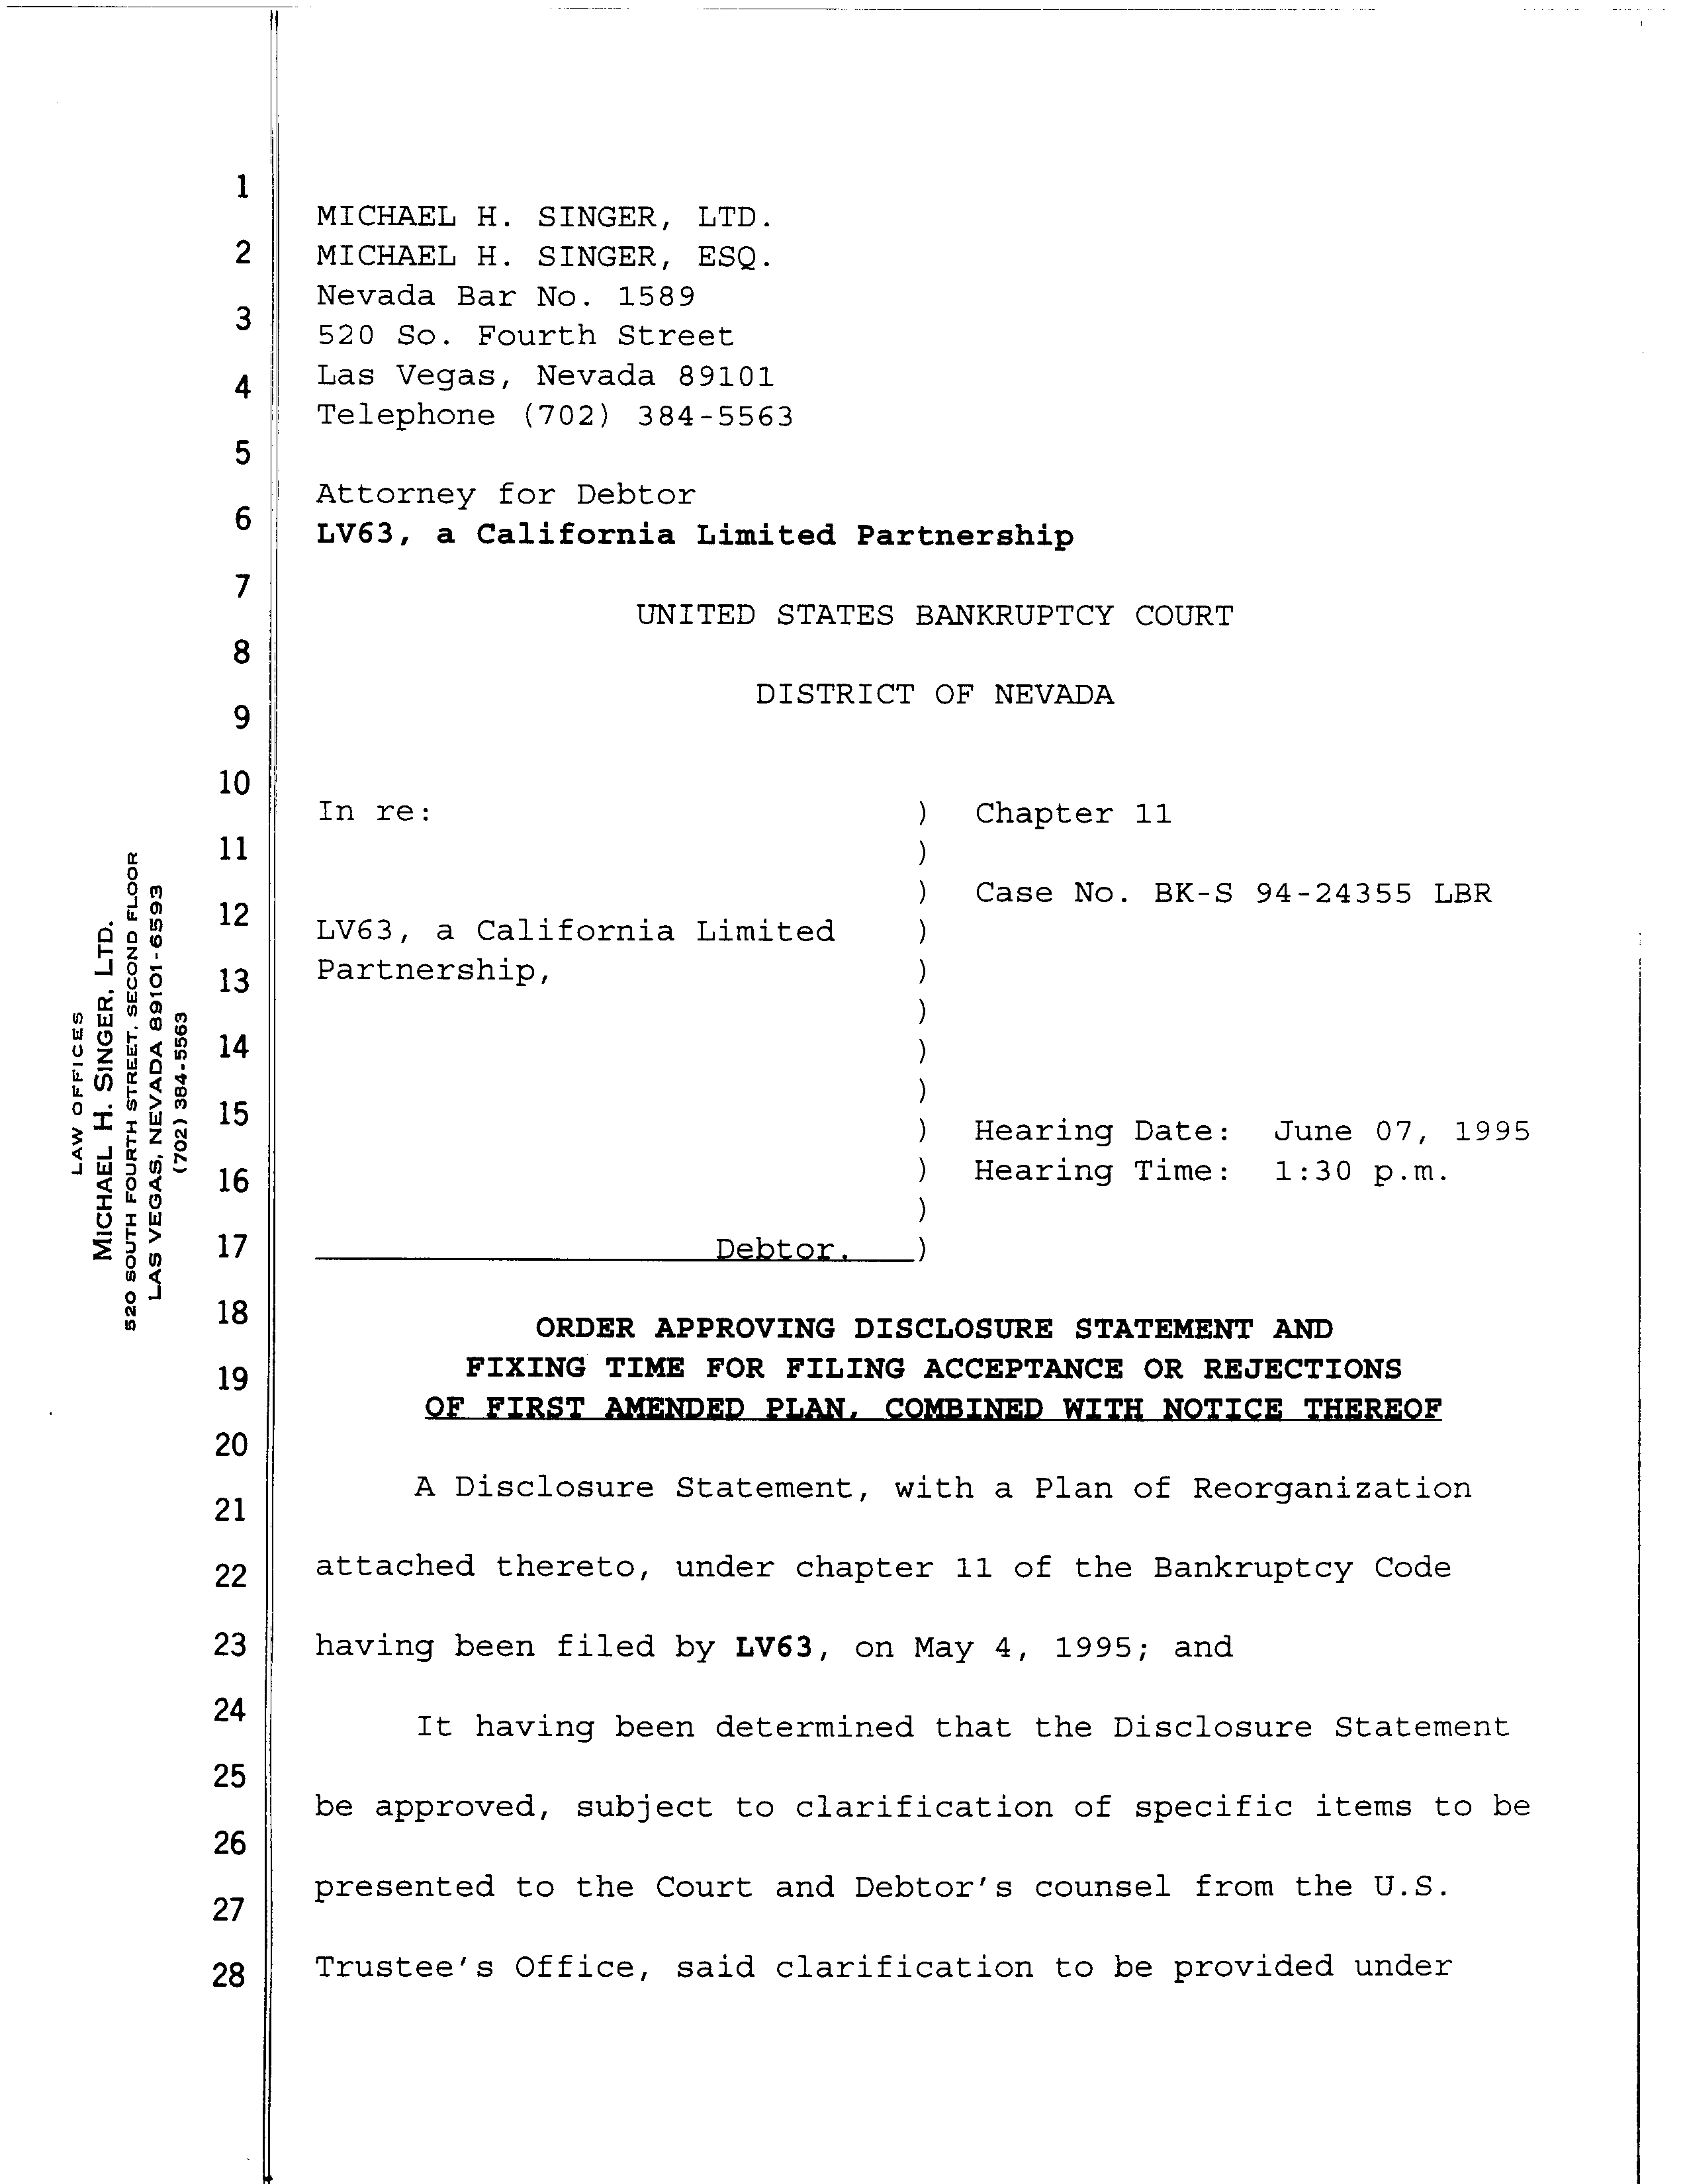 1
MICHAEL H. SINGER, LTD.
2
MICHAEL H. SINGER, ESQ.
Nevada Bar No. 1589
3
520 So. Fourth Street
4
Las Vegas, Nevada 89101
Telephone (702) 384-5563
5
Attorney for Debtor
6
LV63, a California Limited Partnership
7
UNITED STATES BANKRUPTCY COURT
8
DISTRICT OF NEVADA
9
10
In re: ) Chapter 11
11
)
) Case No. BK-S 94-24355 LBR
12
LV63, a California Limited )
13
Partnership, )
)
14
)
)
15
) Hearing Date: June 07, 1995
16
) Hearing Time: 1:30 p.m.
)
17
Debtor. )
18
ORDER APPROVING DISCLOSURE STATEMENT AND
19
FIXING TIME FOR FILING ACCEPTANCE OR REJECTIONS
OF FIRST AMENDED PLAN, COMBINED WITH NOTICE THEREOF
20
A Disclosure Statement, with a Plan of Reorganization
21
22
attached thereto, under chapter 11 of the Bankruptcy Code
23
having been filed by LV63, on May 4, 1995; and
24
It having been determined that the Disclosure Statement
25
be approved, subject to clarification of specific items to be
26
presented to the Court and Debtor's counsel from the U.S.
27
28
Trustee's Office, said clarification to be provided under
LAW OFFICES
MICHAEL H. SINGER, LTD.
520 SOUTH FOURTH STREET, SECOND FLOOR
LAS VEGAS, NEVADA 89101-6593
(702) 384-5563